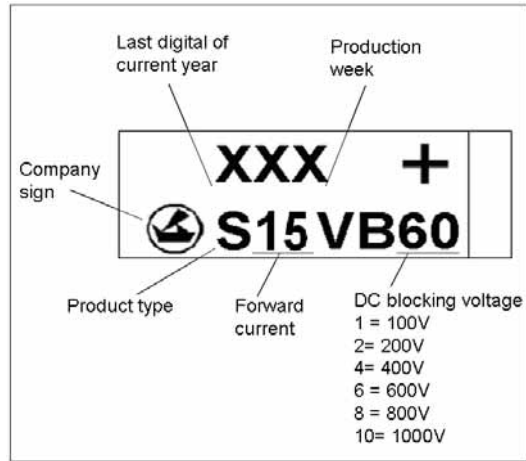 Last digital of
current year
Production
week
XXX +
Company
sign
S15VB60
Product type
Forward
current
DC blocking voltage
1 = 100V
2= 200V
4= 400V
6 = 600V
8 = 800V
10= 1000V